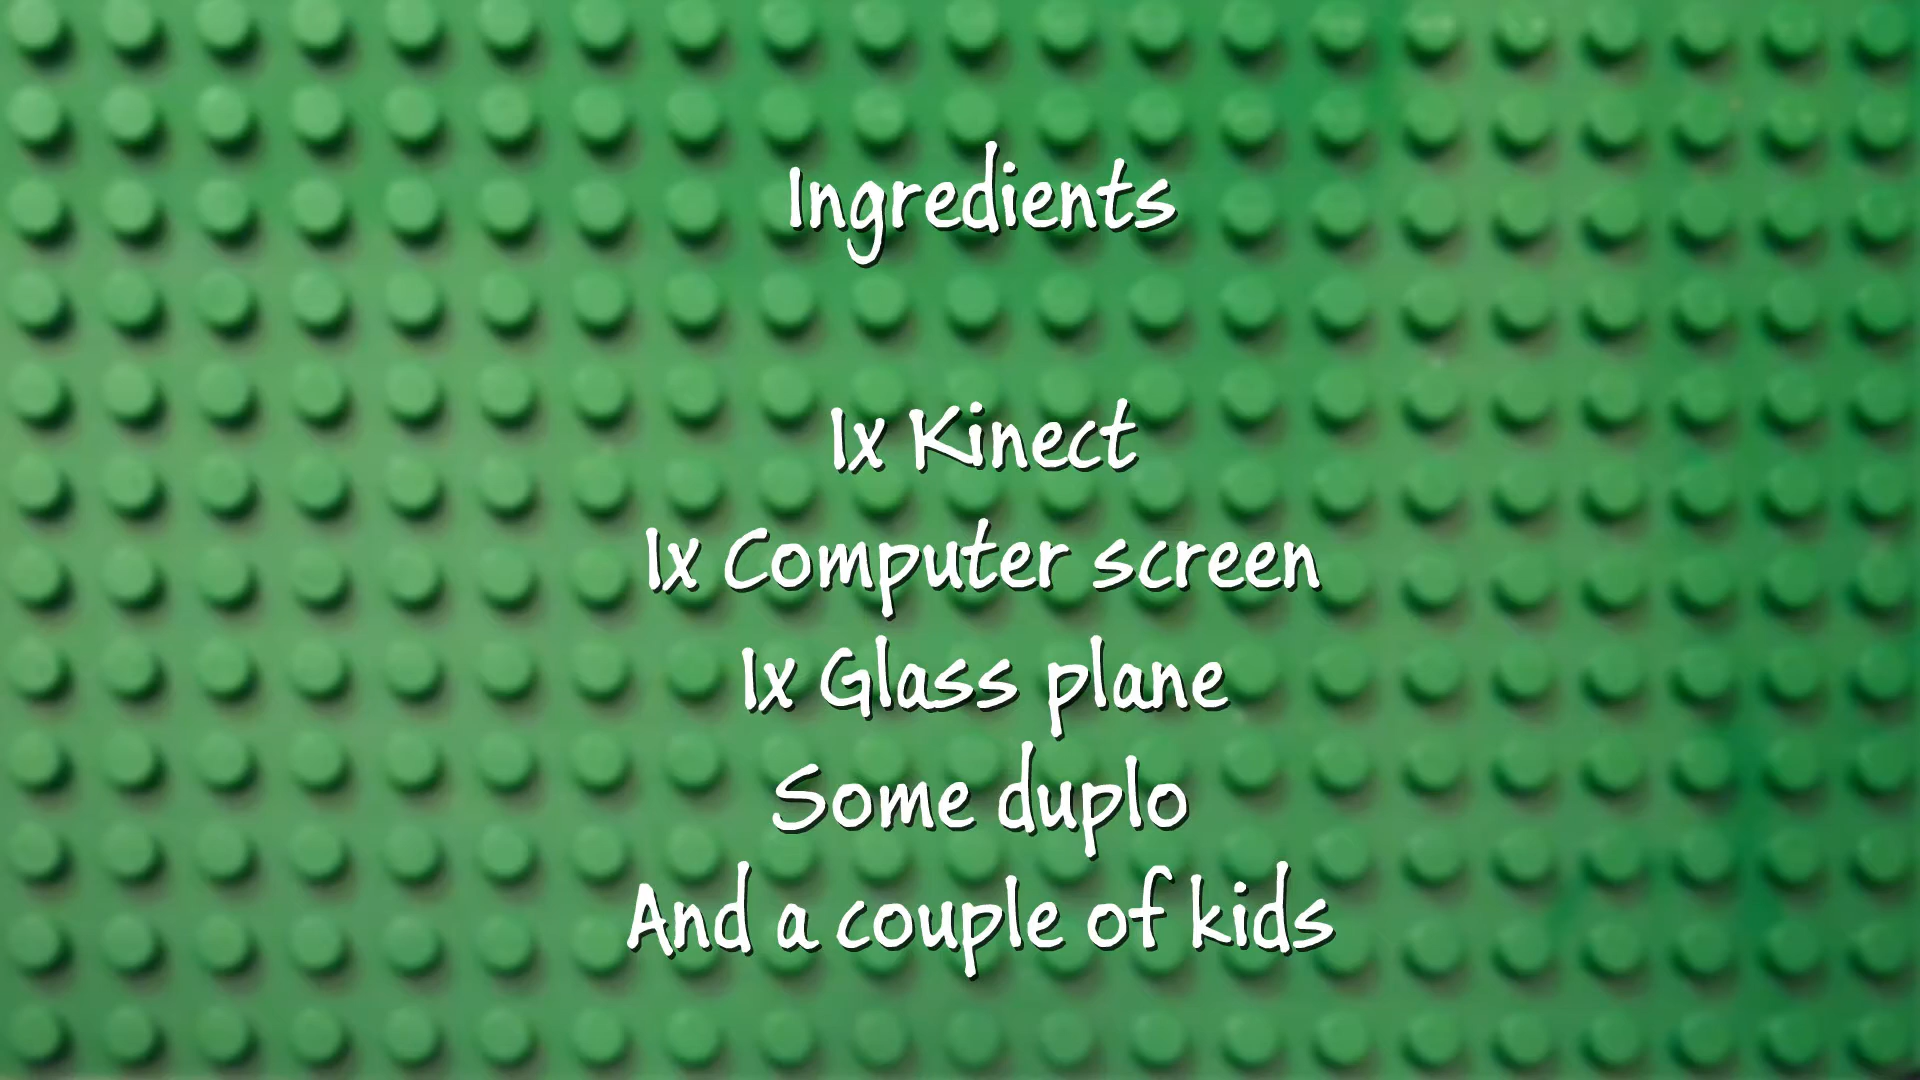 Ingredients
1x Kinect
1x Computer screen
1x Glass plane
Some duplo
And a couple of kids